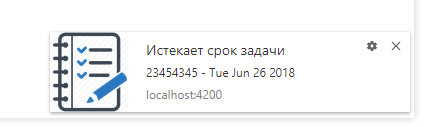 Истекает срок задачи
23454345 - Tue Jun 26 2018
localhost:4200